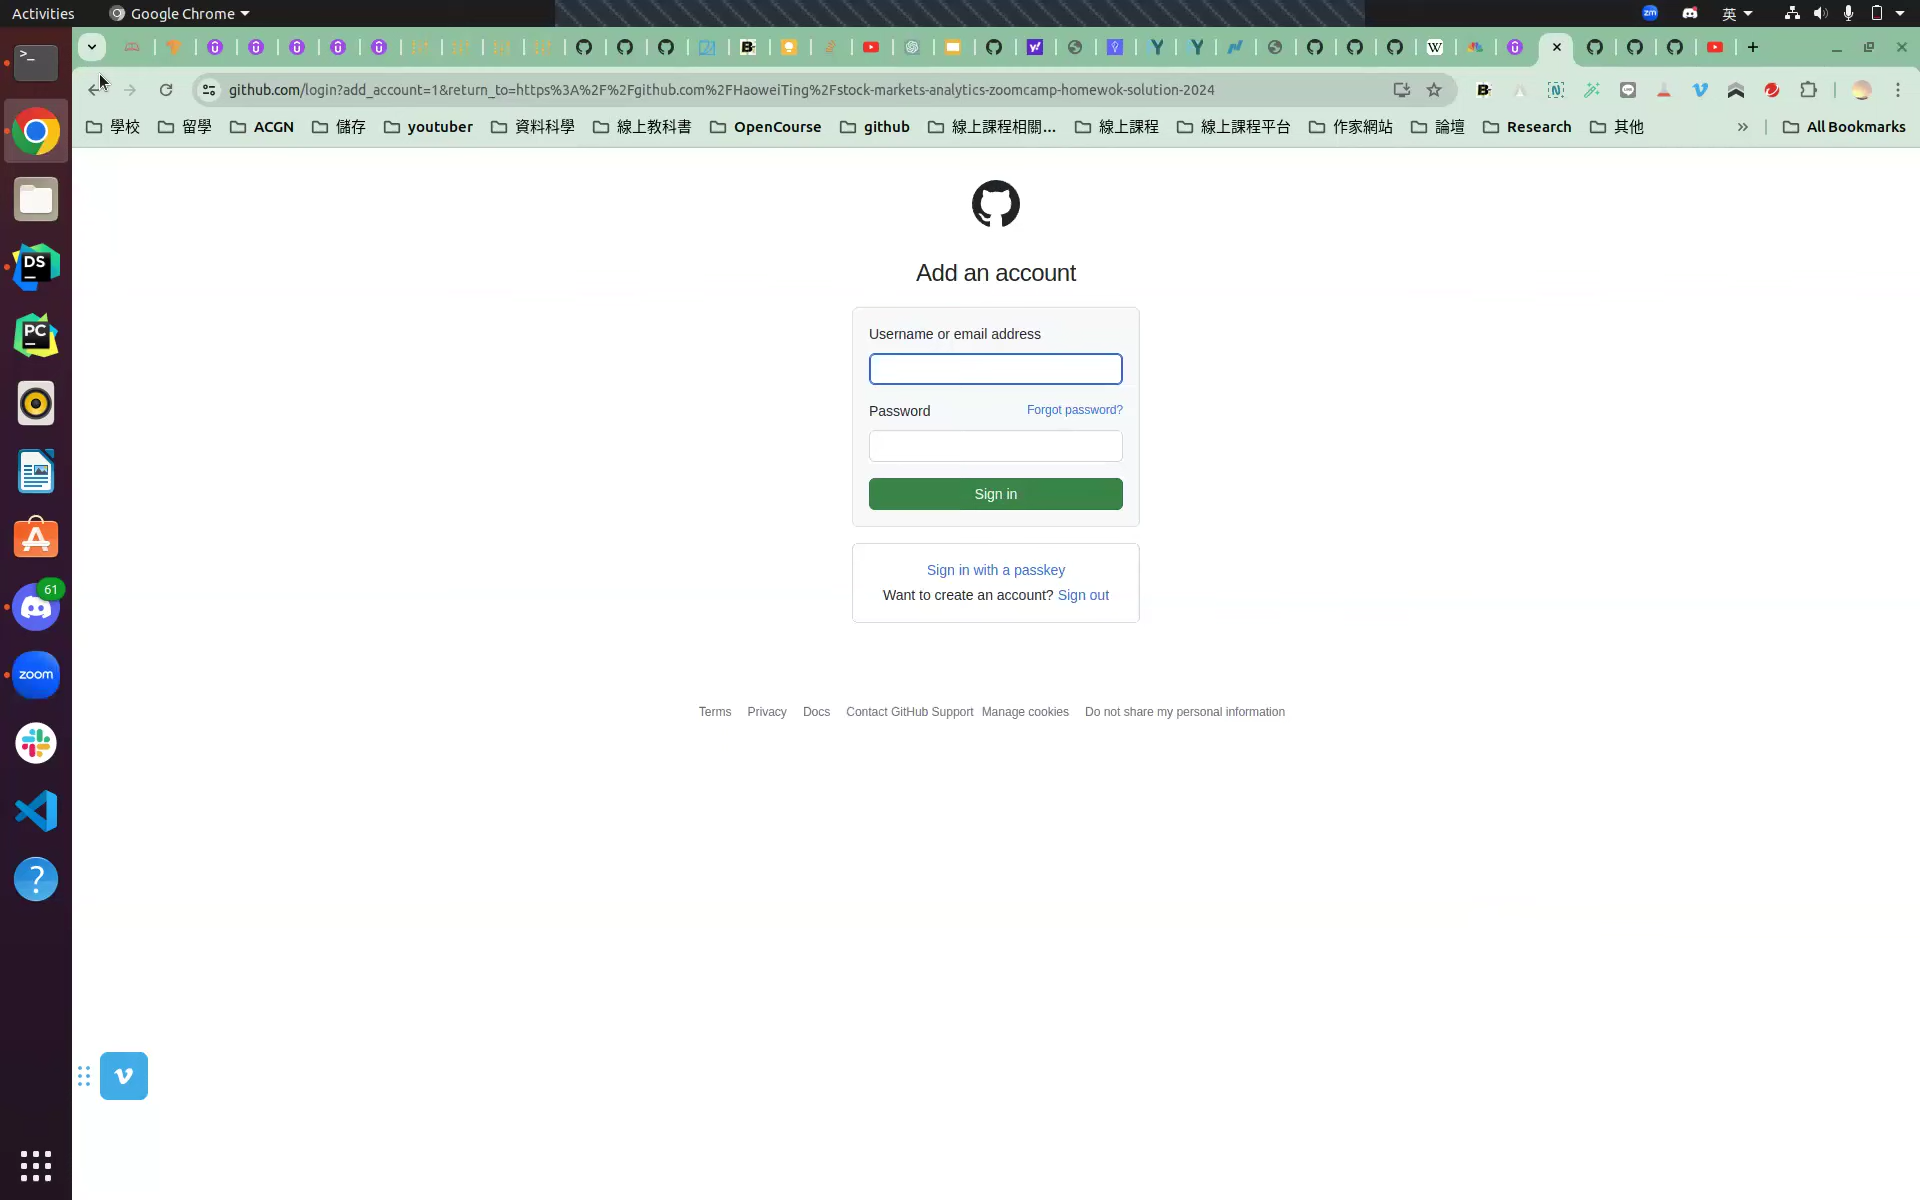 Activities
Google Chrome
zm
英
github.com/login?add_account=1&return_to=https%3A%2F%2Fgithub.com%2FHaoweiTing%2Fstock-markets-analytics-zoomcamp-homewok-solution-2024
學校 留學 ACGN 儲存 youtuber 資料科學 線上教科書 OpenCourse github 線上課程相關... 線上課程 線上課程平台 作家網站 論壇 Research 其他 » All Bookmarks
Add an account
Username or email address
Password Forgot password?
Sign in
Sign in with a passkey
Want to create an account? Sign out
Terms Privacy Docs Contact GitHub Support Manage cookies Do not share my personal information
DS
PC
61
zoom